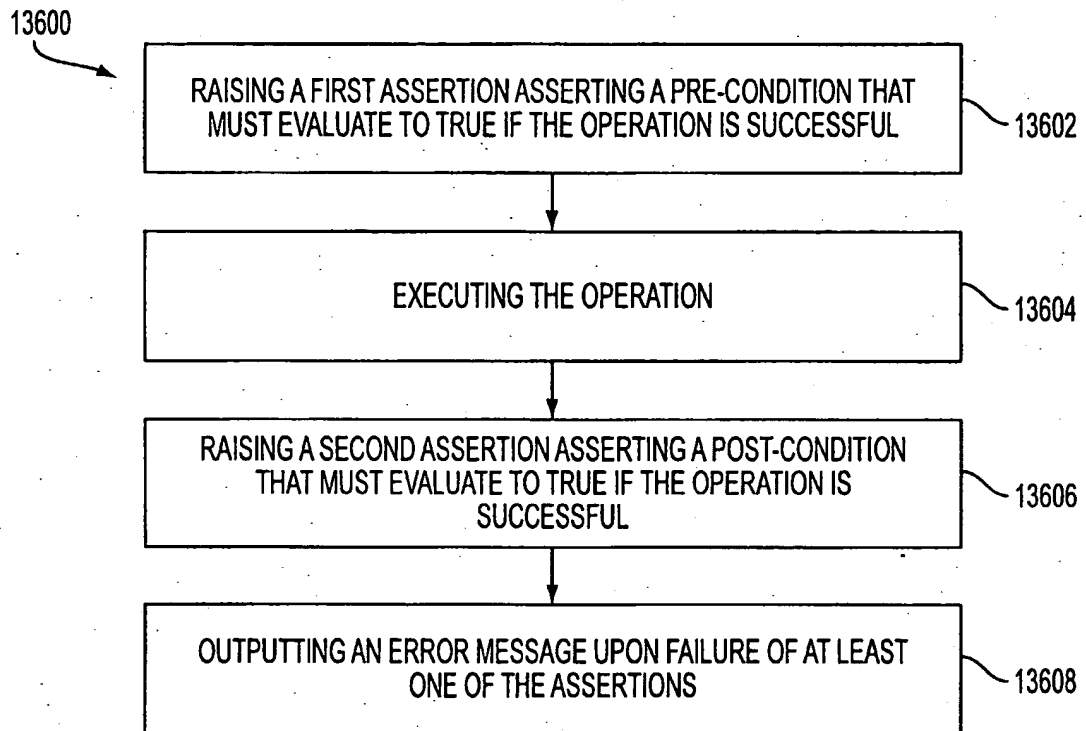 13600
RAISING A FIRST ASSERTION ASSERTING A PRE-CONDITION THAT
MUST EVALUATE TO TRUE IF THE OPERATION IS SUCCESSFUL
13602
EXECUTING THE OPERATION
13604
RAISING A SECOND ASSERTION ASSERTING A POST-CONDITION
THAT MUST EVALUATE TO TRUE IF THE OPERATION IS
SUCCESSFUL
13606
OUTPUTTING AN ERROR MESSAGE UPON FAILURE OF AT LEAST
ONE OF THE ASSERTIONS
13608